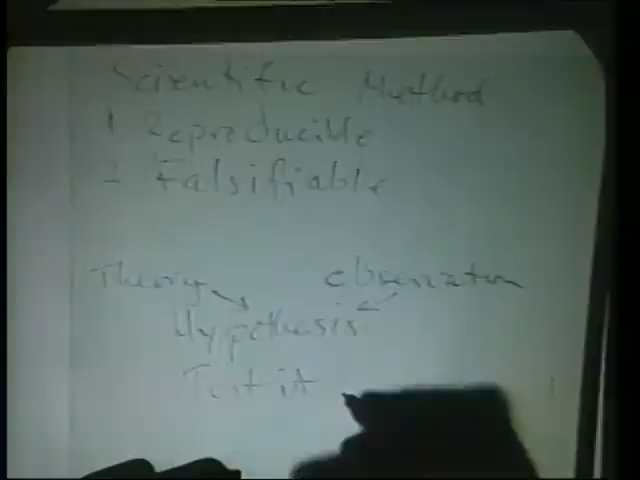 Scientific Method
1 Reproducible
2 Falsifiable
Theory observation
Hypothesis
Test it